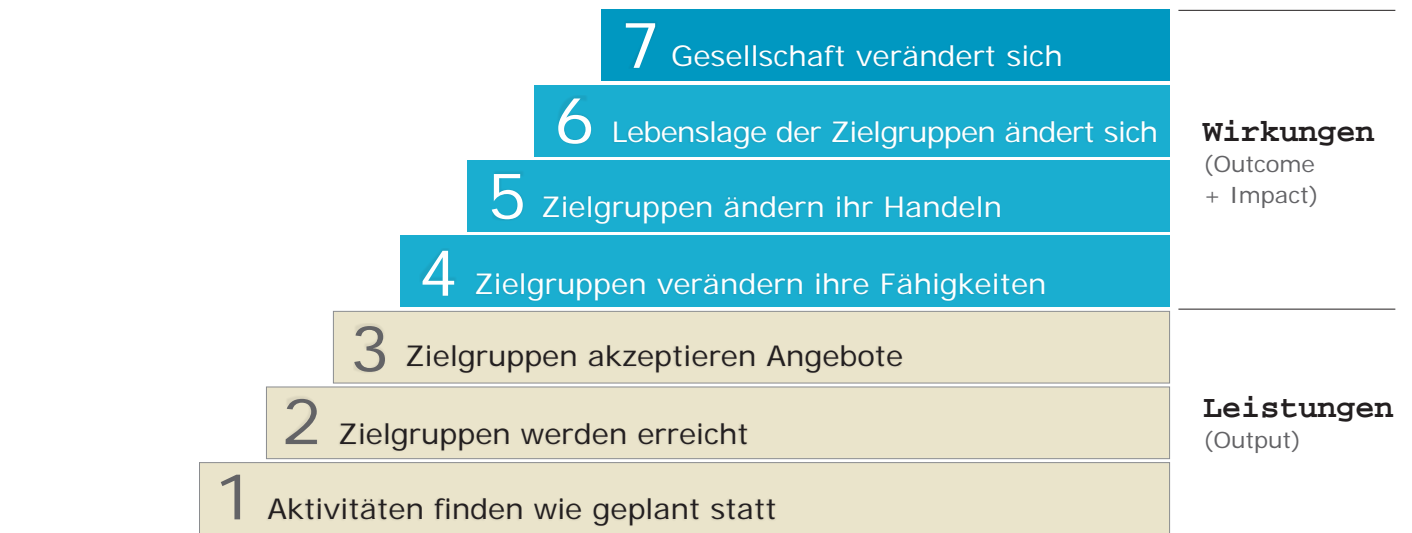 7 Gesellschaft verändert sich
6 Lebenslage der Zielgruppen ändert sich
5 Zielgruppen ändern ihr Handeln
4 Zielgruppen verändern ihre Fähigkeiten
3 Zielgruppen akzeptieren Angebote
2 Zielgruppen werden erreicht
1 Aktivitäten finden wie geplant statt
Wirkungen
(Outcome
+ Impact)
Leistungen
(Output)